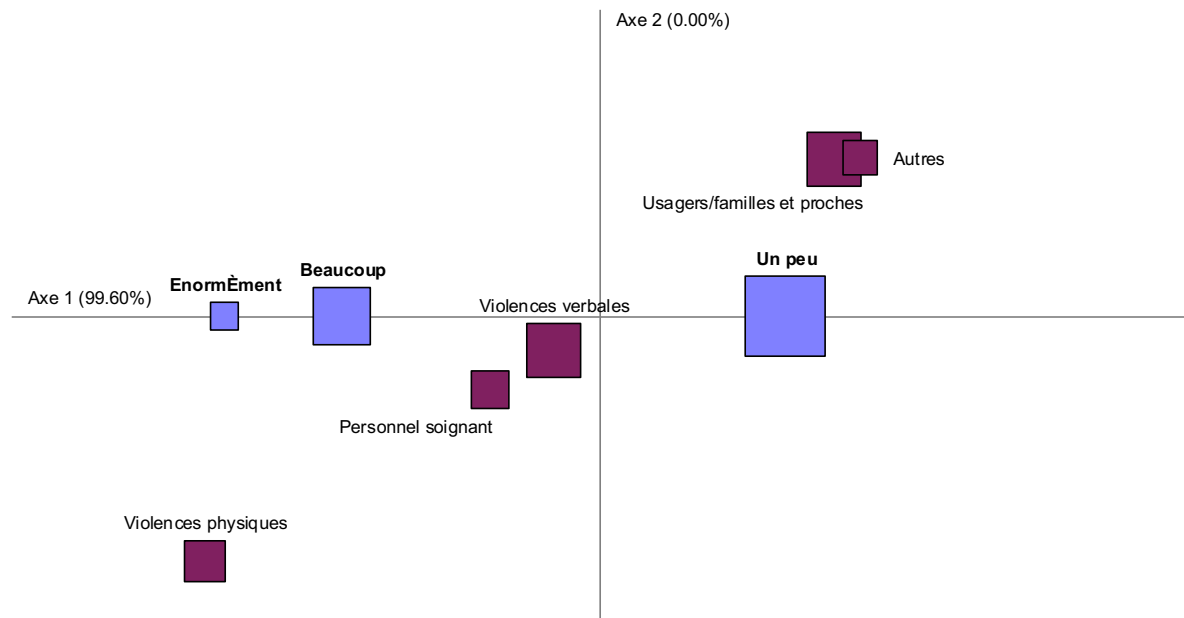 Axe 2 (0.00%)
Autres
Usagers/familles et proches
Un peu
Beaucoup
EnormÈment
Axe 1 (99.60%)
Violences verbales
Personnel soignant
Violences physiques